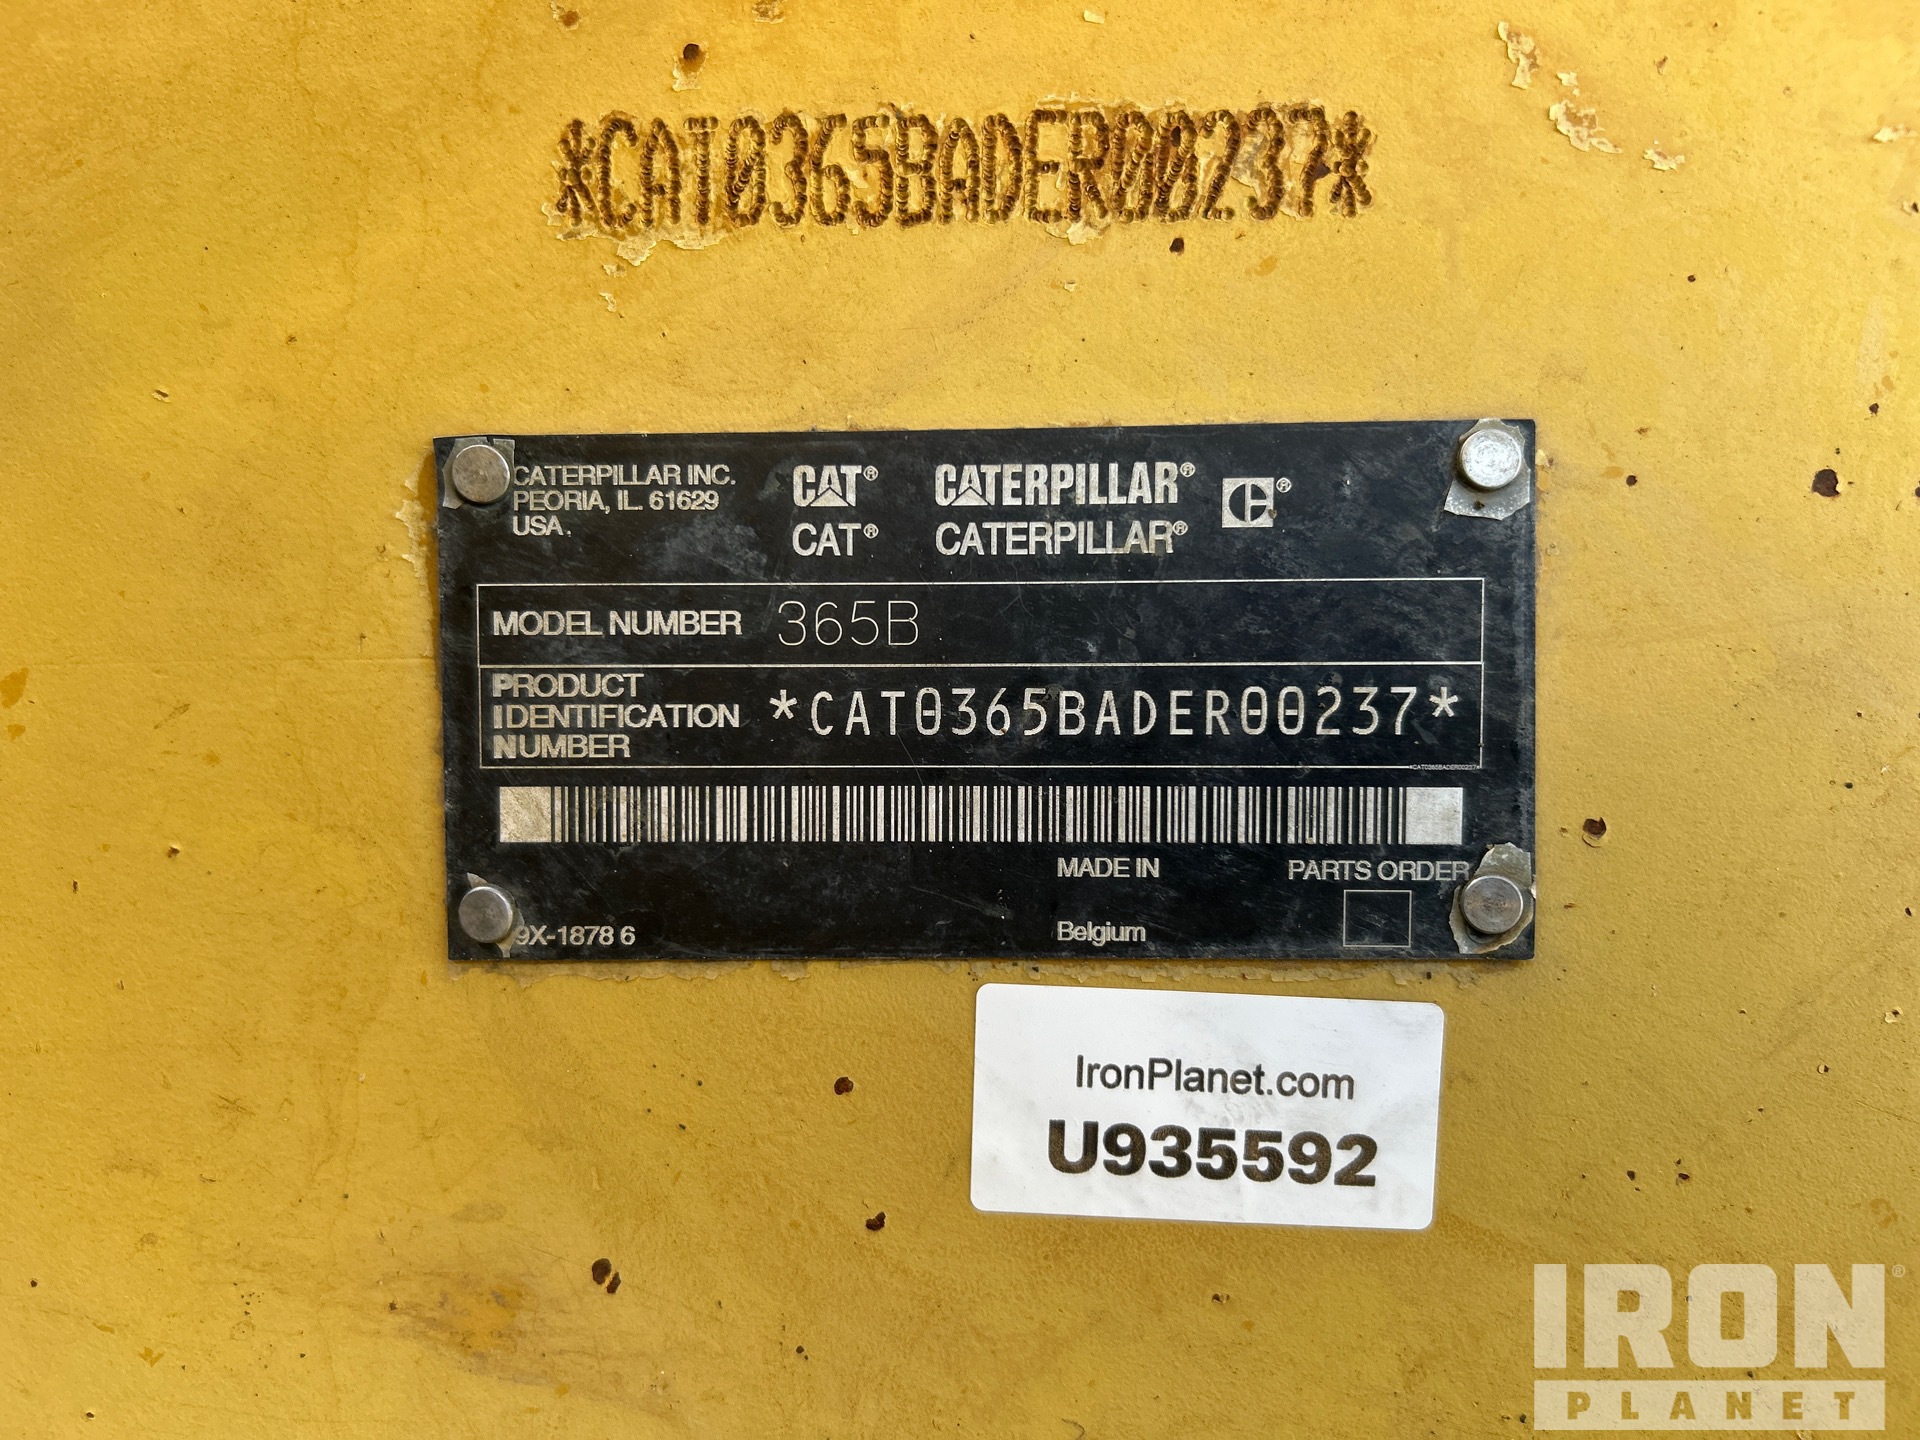 *CAT0365BADER00237*
CATERPILLAR INC.
PEORIA, IL 61629
USA.
CAT® CATERPILLAR® ®
CAT® CATERPILLAR®
MODEL NUMBER 365B
PRODUCT
IDENTIFICATION
NUMBER
*CAT0365BADER00237*
*CAT0365BADER00237*
MADE IN
PARTS ORDER
9X-1878 6
Belgium
IronPlanet.com
U935592
IRON®
PLANET